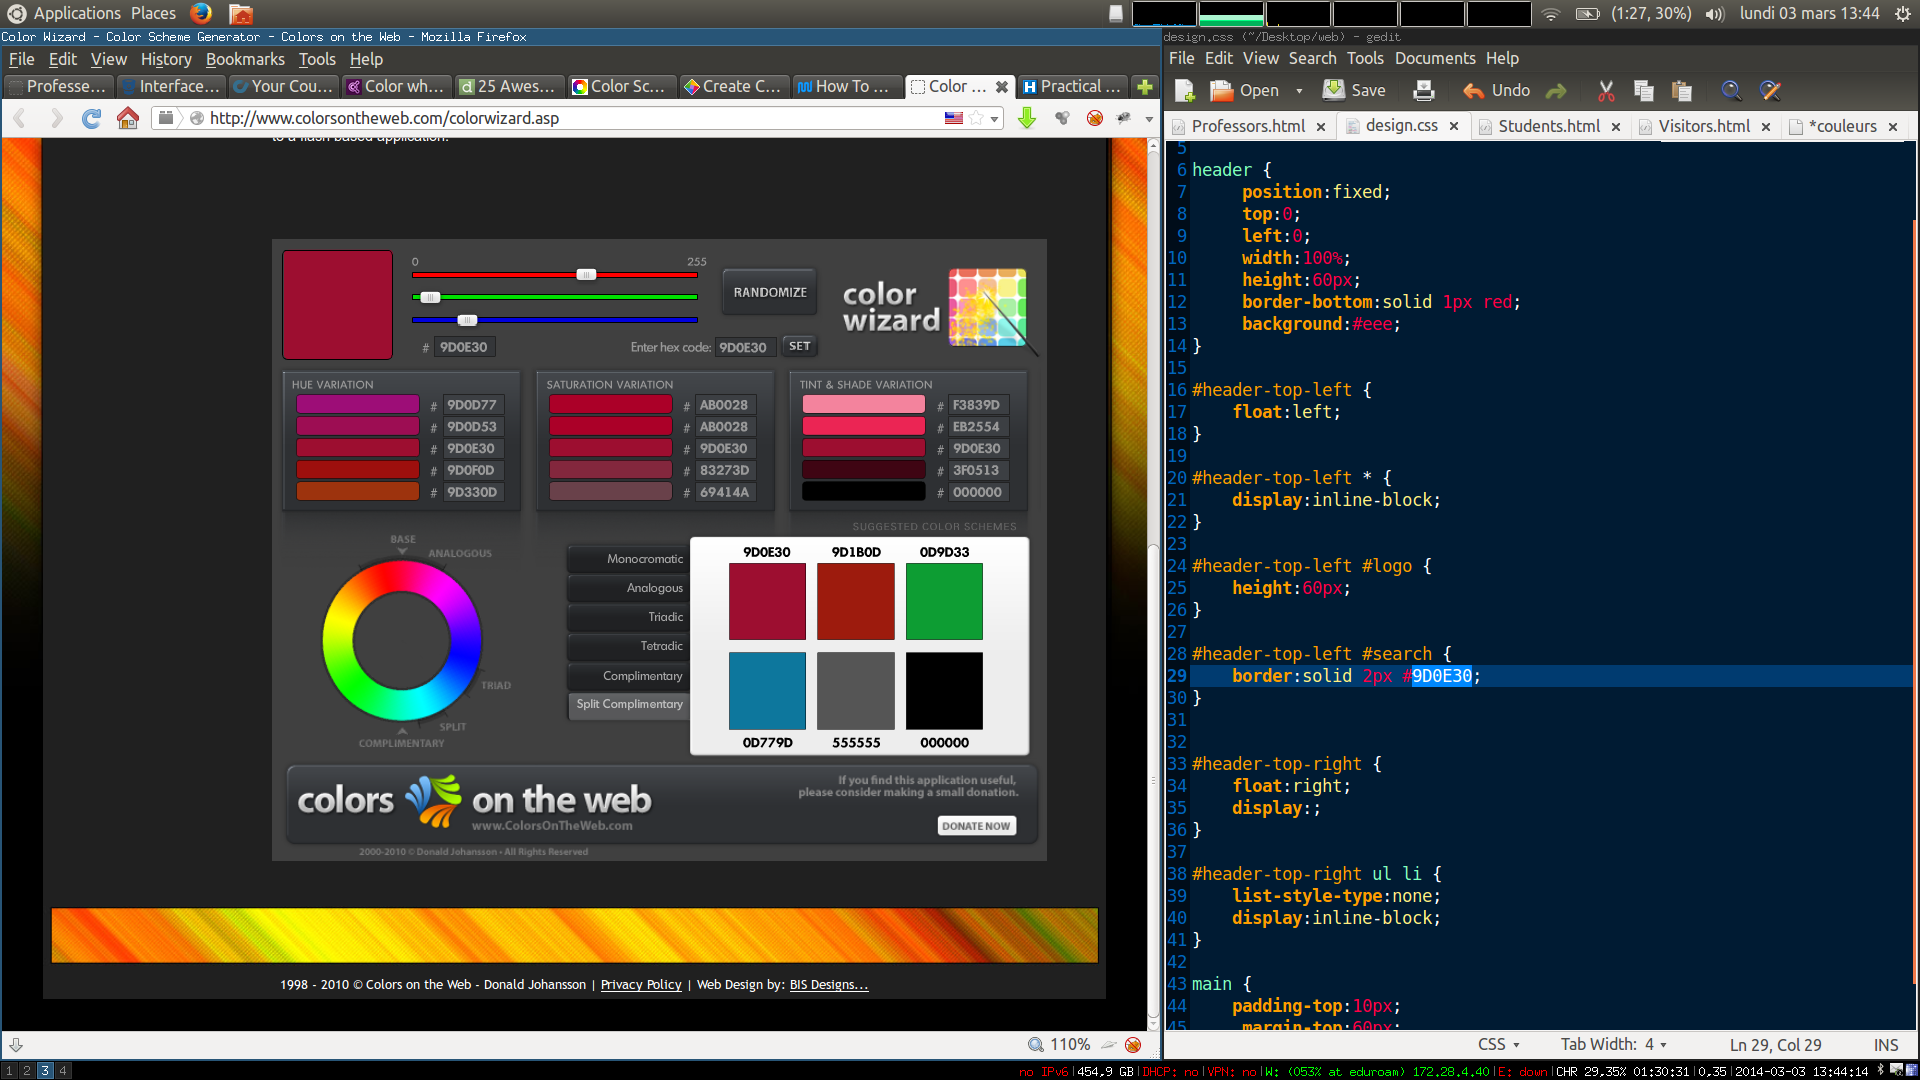 Applications Places
(1:27, 30%) lundi 03 mars 13:44
Color Wizard - Color Scheme Generator - Colors on the Web - Mozilla Firefox
File Edit View History Bookmarks Tools Help
Professe... Interface... Your Cou... Color wh... 25 Awes... Color Sc... Create C... How To ... Color ... Practical ...
http://www.colorsontheweb.com/colorwizard.asp
to a flash based application.
0 255
RANDOMIZE
color
wizard
# 9D0E30 Enter hex code: 9D0E30 SET
HUE VARIATION
# 9D0D77
# 9D0D53
# 9D0E30
# 9D0F0D
# 9D330D
SATURATION VARIATION
# AB0028
# AB0028
# 9D0E30
# 83273D
# 69414A
TINT & SHADE VARIATION
# F3839D
# EB2554
# 9D0E30
# 3F0513
# 000000
SUGGESTED COLOR SCHEMES
BASE
ANALOGOUS
TRIAD
SPLIT
COMPLIMENTARY
Monocromatic
Analogous
Triadic
Tetradic
Complimentary
Split Complimentary
9D0E30 9D1B0D 0D9D33
0D779D 555555 000000
colors on the web
www.ColorsOnTheWeb.com
If you find this application useful,
please consider making a small donation.
DONATE NOW
2000-2010 © Donald Johansson • All Rights Reserved
1998 - 2010 © Colors on the Web - Donald Johansson | Privacy Policy | Web Design by: BIS Designs...
110%
design.css (~/Desktop/web) - gedit
File Edit View Search Tools Documents Help
Open Save Undo
Professors.html design.css Students.html Visitors.html *couleurs
5
6 header {
7 position:fixed;
8 top:0;
9 left:0;
10 width:100%;
11 height:60px;
12 border-bottom:solid 1px red;
13 background:#eee;
14 }
15
16 #header-top-left {
17 float:left;
18 }
19
20 #header-top-left * {
21 display:inline-block;
22 }
23
24 #header-top-left #logo {
25 height:60px;
26 }
27
28 #header-top-left #search {
29 border:solid 2px #9D0E30;
30 }
31
32
33 #header-top-right {
34 float:right;
35 display:;
36 }
37
38 #header-top-right ul li {
39 list-style-type:none;
40 display:inline-block;
41 }
42
43 main {
44 padding-top:10px;
45 margin-top:60px;
CSS Tab Width: 4 Ln 29, Col 29 INS
1 2 3 4
no IPv6|454,9 GB|DHCP: no|VPN: no|W: (053% at eduroam) 172.28.4.40|E: down|CHR 29,35% 01:30:31|0,35|2014-03-03 13:44:14